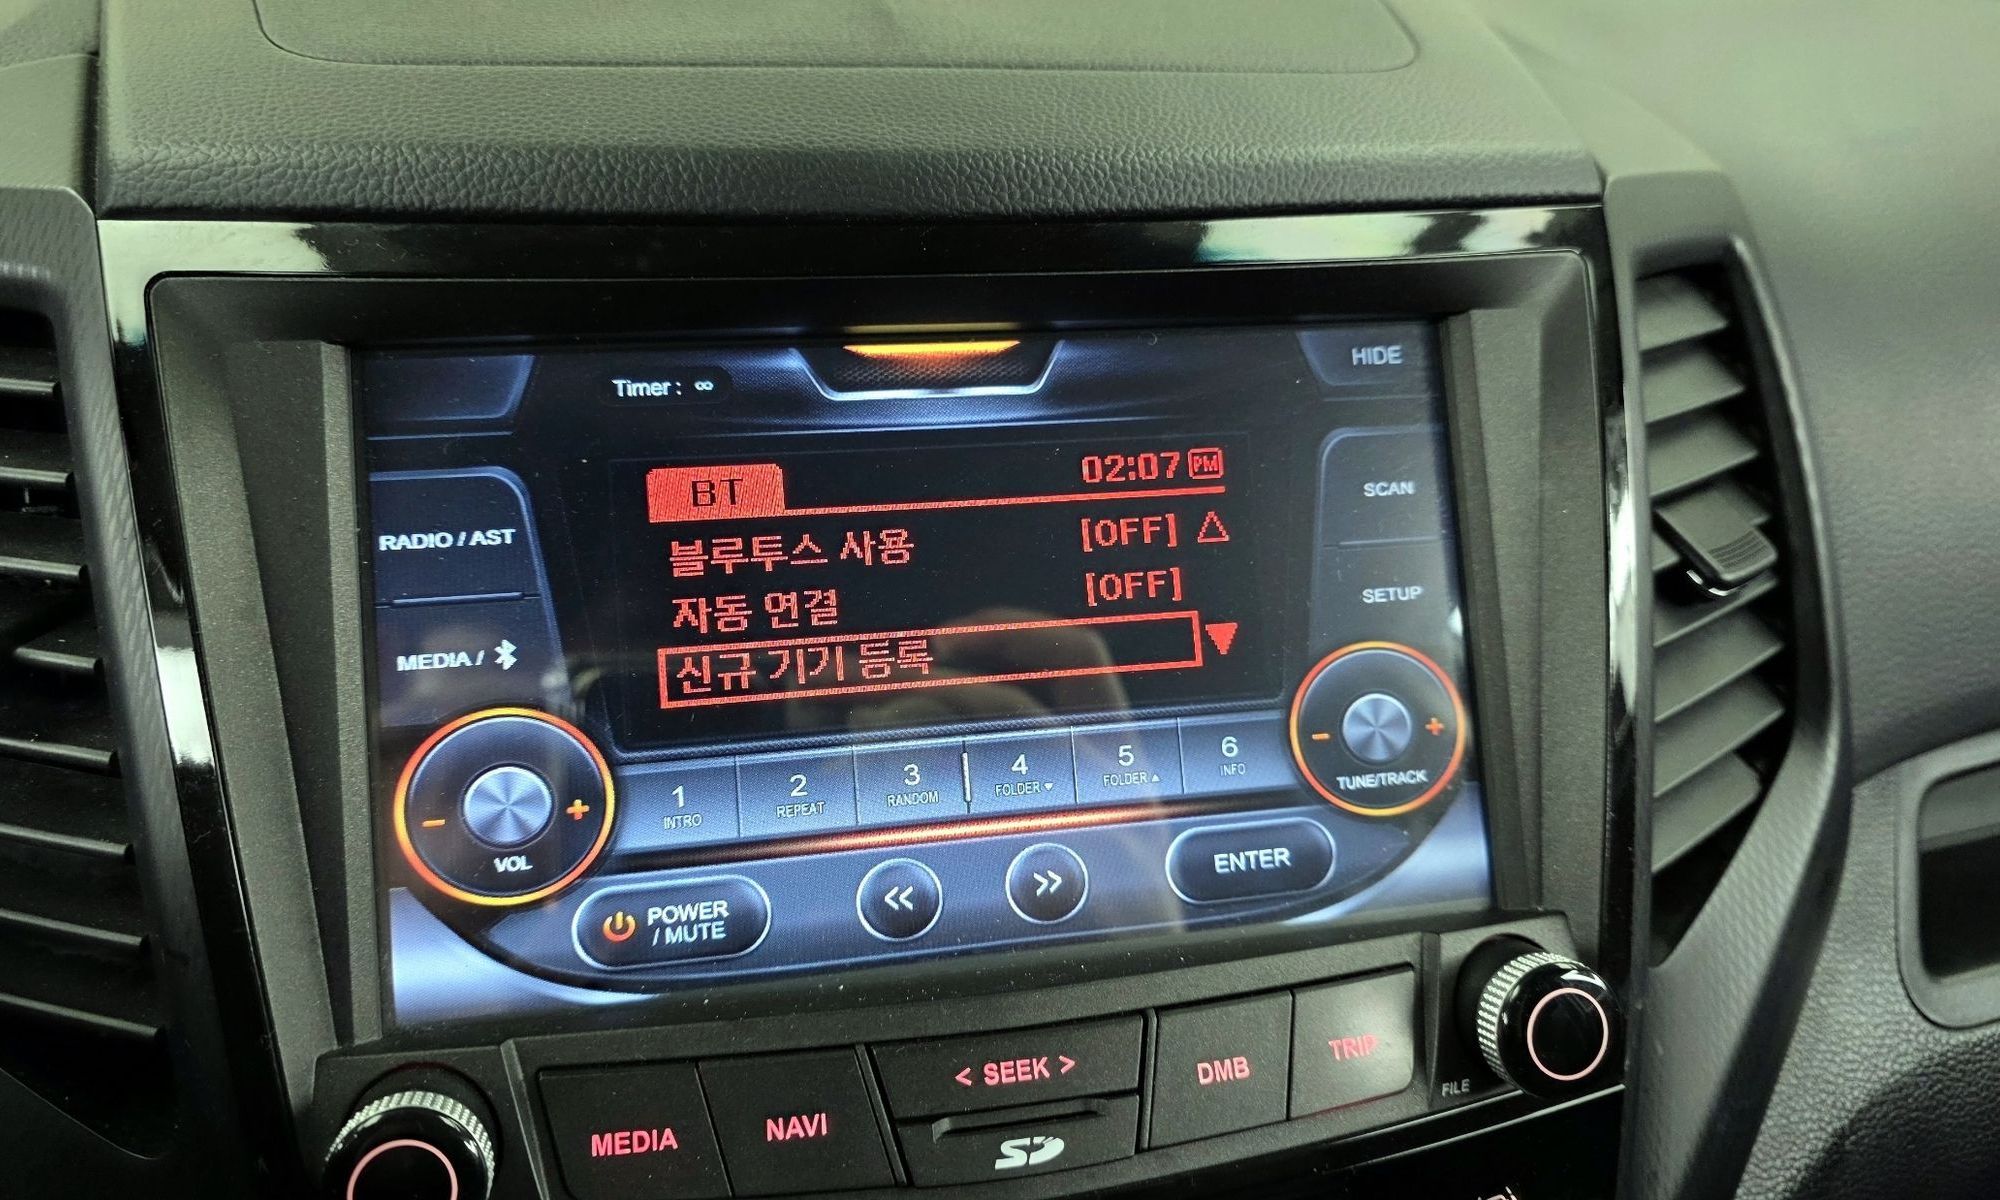 Timer : ∞
HIDE
BT
02:07 PM
블루투스 사용 [OFF] △
자동 연결 [OFF]
신규 기기 등록 ▼
RADIO / AST
MEDIA /
SCAN
SETUP
- +
VOL
1
INTRO
2
REPEAT
3
RANDOM
4
FOLDER ▼
5
FOLDER ▲
6
INFO
- +
TUNE/TRACK
POWER
/ MUTE
<<
>>
ENTER
MEDIA
NAVI
< SEEK >
SD
DMB
TRIP
FILE